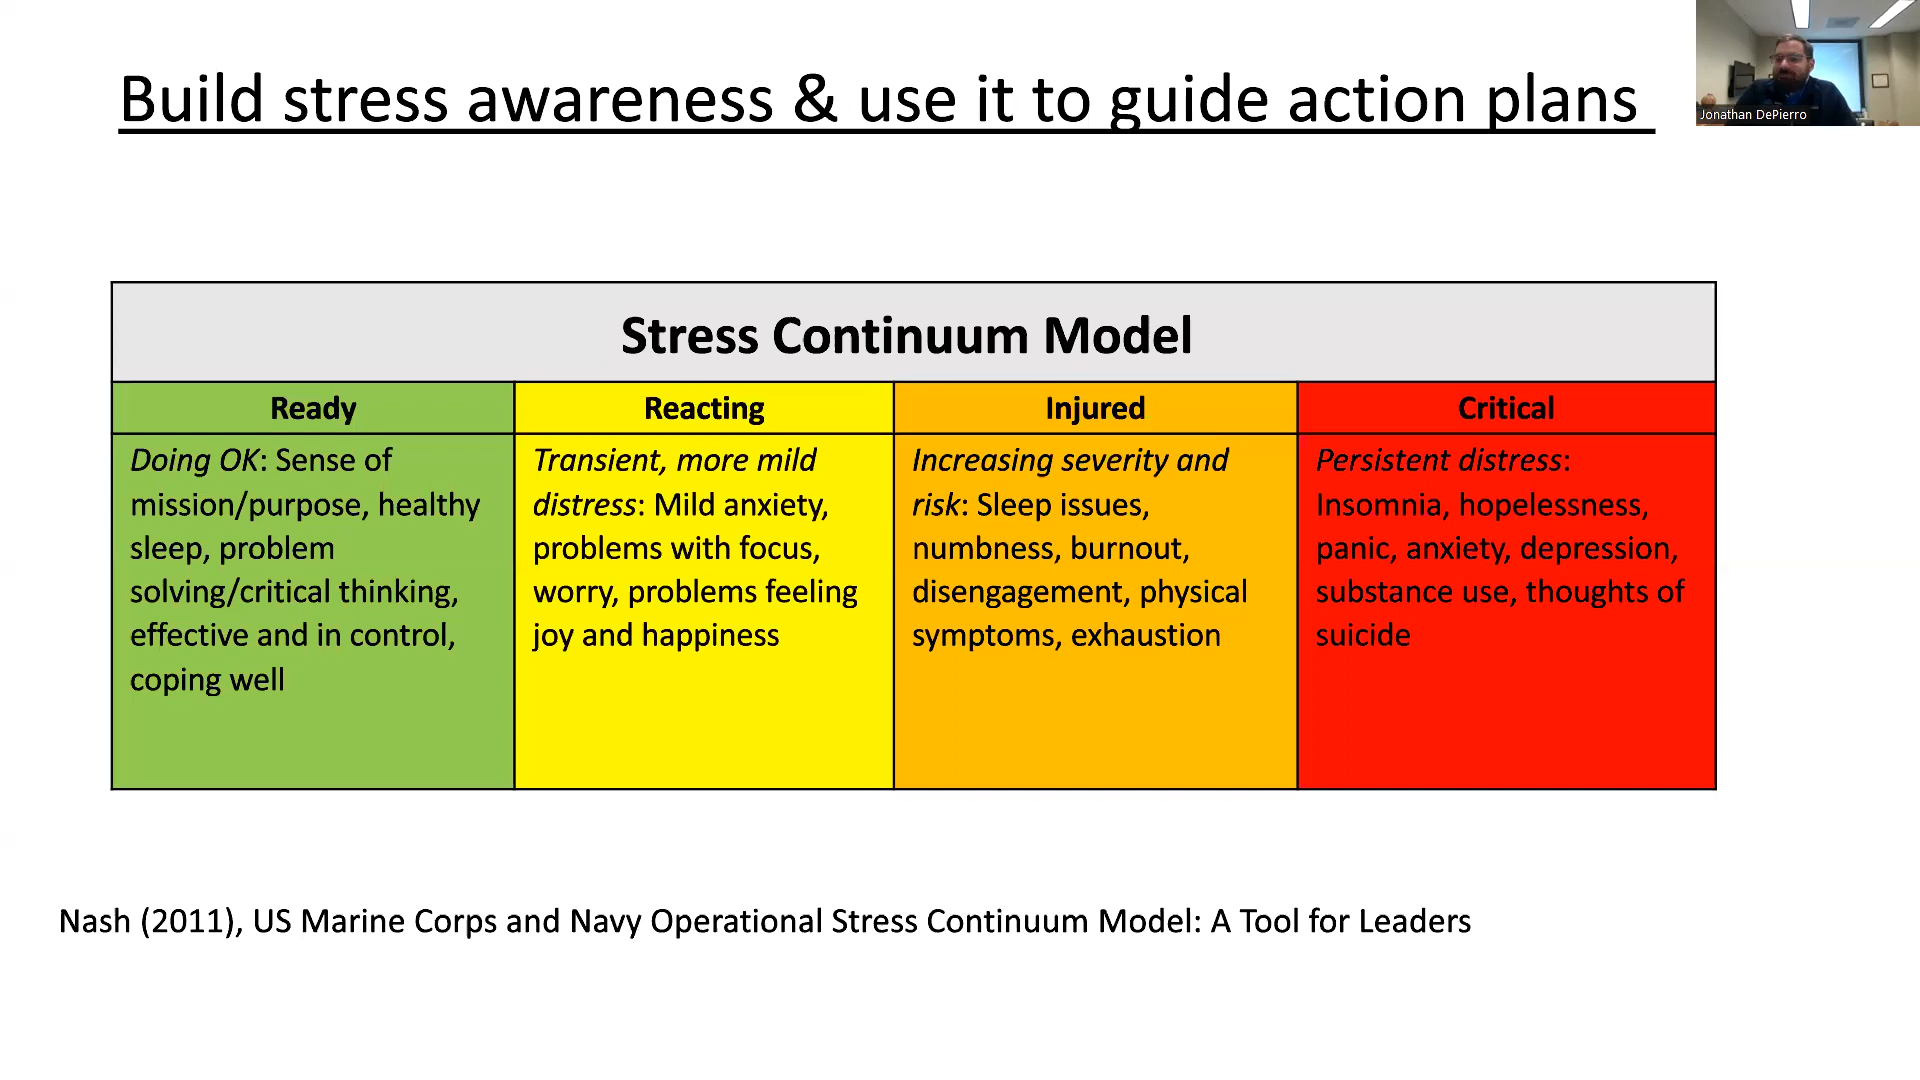 Build stress awareness & use it to guide action plans
Jonathan DePierro
Stress Continuum Model
Ready
Reacting
Injured
Critical
Doing OK: Sense of
mission/purpose, healthy
sleep, problem
solving/critical thinking,
effective and in control,
coping well
Transient, more mild
distress: Mild anxiety,
problems with focus,
worry, problems feeling
joy and happiness
Increasing severity and
risk: Sleep issues,
numbness, burnout,
disengagement, physical
symptoms, exhaustion
Persistent distress:
Insomnia, hopelessness,
panic, anxiety, depression,
substance use, thoughts of
suicide
Nash (2011), US Marine Corps and Navy Operational Stress Continuum Model: A Tool for Leaders